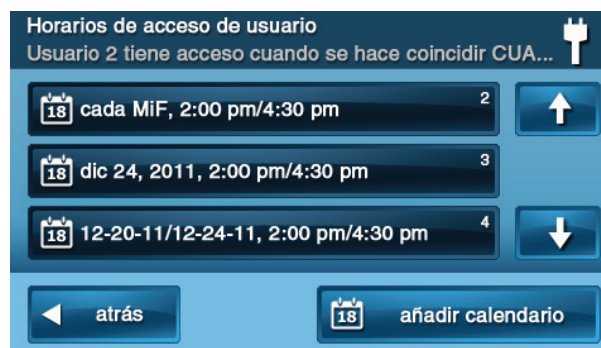 Horarios de acceso de usuario
Usuario 2 tiene acceso cuando se hace coincidir CUA...
18 cada MiF, 2:00 pm/4:30 pm 2
18 dic 24, 2011, 2:00 pm/4:30 pm 3
18 12-20-11/12-24-11, 2:00 pm/4:30 pm 4
atrás
18 añadir calendario